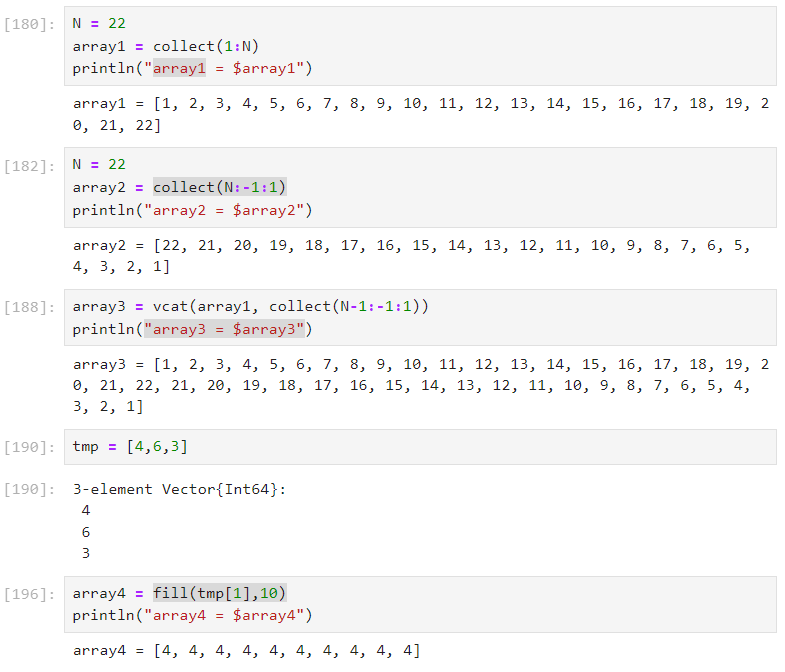 [180]: N = 22
array1 = collect(1:N)
println("array1 = $array1")
array1 = [1, 2, 3, 4, 5, 6, 7, 8, 9, 10, 11, 12, 13, 14, 15, 16, 17, 18, 19, 2
0, 21, 22]
[182]: N = 22
array2 = collect(N:-1:1)
println("array2 = $array2")
array2 = [22, 21, 20, 19, 18, 17, 16, 15, 14, 13, 12, 11, 10, 9, 8, 7, 6, 5,
4, 3, 2, 1]
[188]: array3 = vcat(array1, collect(N-1:-1:1))
println("array3 = $array3")
array3 = [1, 2, 3, 4, 5, 6, 7, 8, 9, 10, 11, 12, 13, 14, 15, 16, 17, 18, 19, 2
0, 21, 22, 21, 20, 19, 18, 17, 16, 15, 14, 13, 12, 11, 10, 9, 8, 7, 6, 5, 4,
3, 2, 1]
[190]: tmp = [4,6,3]
[190]: 3-element Vector{Int64}:
4
6
3
[196]: array4 = fill(tmp[1],10)
println("array4 = $array4")
array4 = [4, 4, 4, 4, 4, 4, 4, 4, 4, 4]